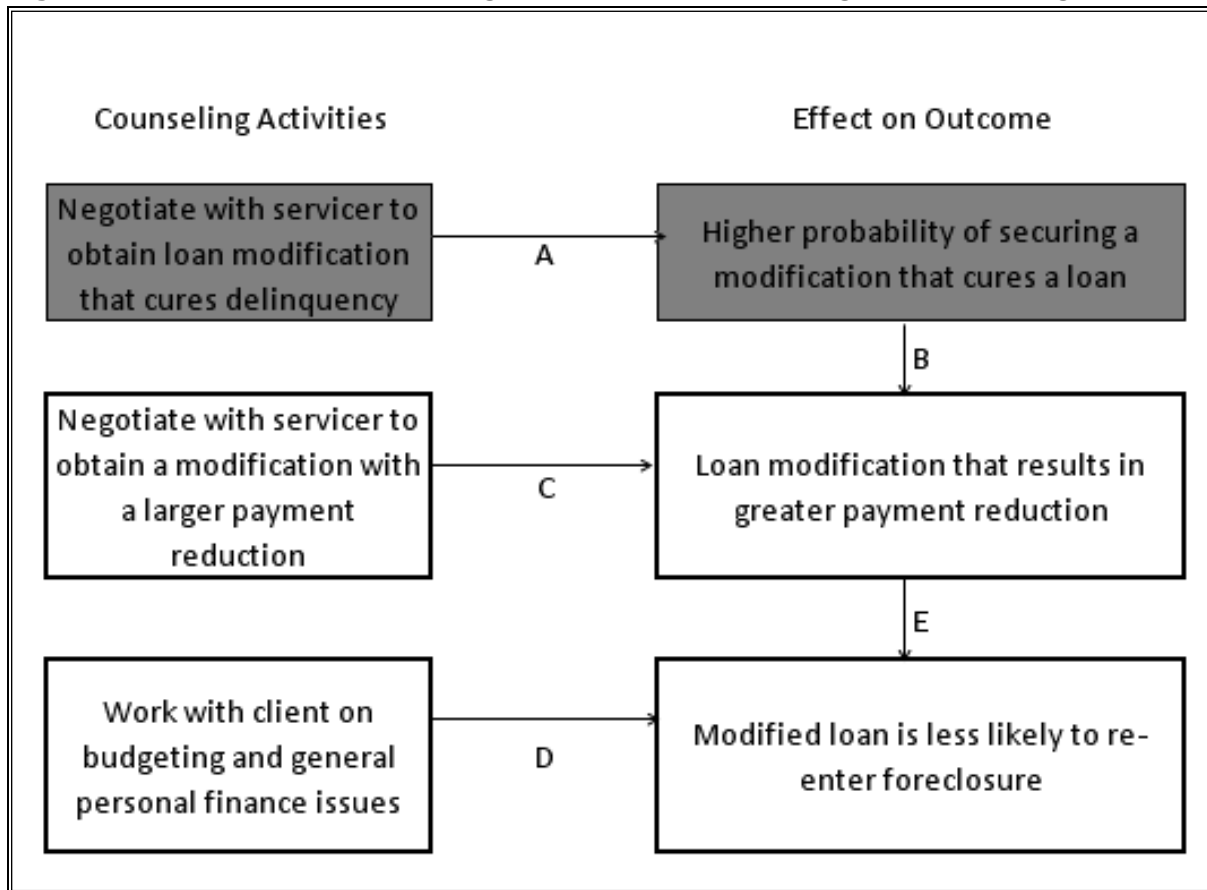 Counseling Activities
Effect on Outcome
Negotiate with servicer to
obtain loan modification
that cures delinquency
A
Higher probability of securing a
modification that cures a loan
B
Negotiate with servicer to
obtain a modification with
a larger payment
reduction
C
Loan modification that results in
greater payment reduction
E
Work with client on
budgeting and general
personal finance issues
D
Modified loan is less likely to re-
enter foreclosure